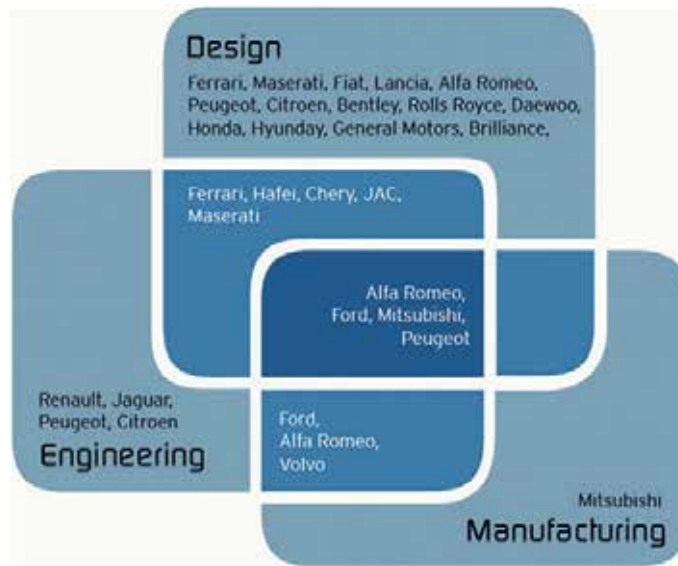 Design
Ferrari, Maserati, Fiat, Lancia, Alfa Romeo,
Peugeot, Citroen, Bentley, Rolls Royce, Daewoo,
Honda, Hyunday, General Motors, Brilliance,
Ferrari, Hafei, Chery, JAC,
Maserati
Alfa Romeo,
Ford, Mitsubishi,
Peugeot
Renault, Jaguar,
Peugeot, Citroen
Engineering
Ford,
Alfa Romeo,
Volvo
Mitsubishi
Manufacturing